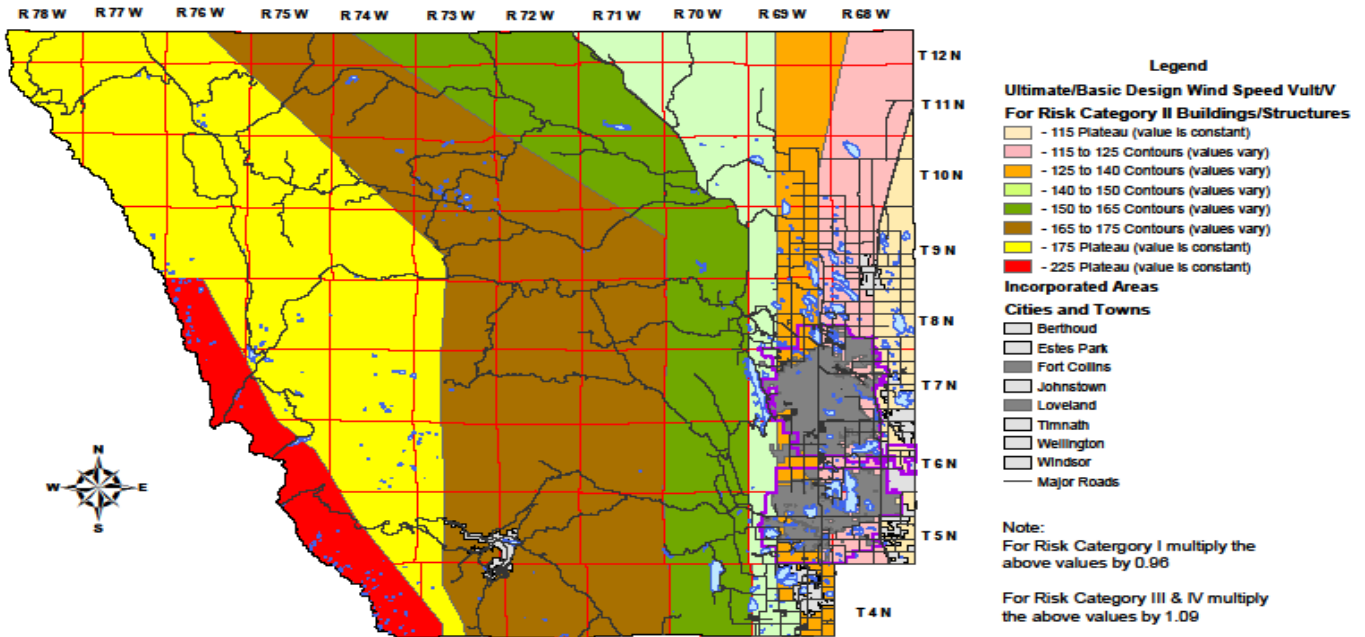 R 78 W R 77 W R 76 W R 75 W R 74 W R 73 W R 72 W R 71 W R 70 W R 69 W R 68 W
T 12 N
T 11 N
T 10 N
T 9 N
T 8 N
T 7 N
T 6 N
T 5 N
T 4 N
N
W E
S
Legend
Ultimate/Basic Design Wind Speed Vult/V
For Risk Category II Buildings/Structures
- 115 Plateau (value is constant)
- 115 to 125 Contours (values vary)
- 125 to 140 Contours (values vary)
- 140 to 150 Contours (values vary)
- 150 to 165 Contours (values vary)
- 165 to 175 Contours (values vary)
- 175 Plateau (value is constant)
- 225 Plateau (value is constant)
Incorporated Areas
Cities and Towns
Berthoud
Estes Park
Fort Collins
Johnstown
Loveland
Timnath
Wellington
Windsor
Major Roads
Note:
For Risk Catergory I multiply the
above values by 0.96
For Risk Category III & IV multiply
the above values by 1.09